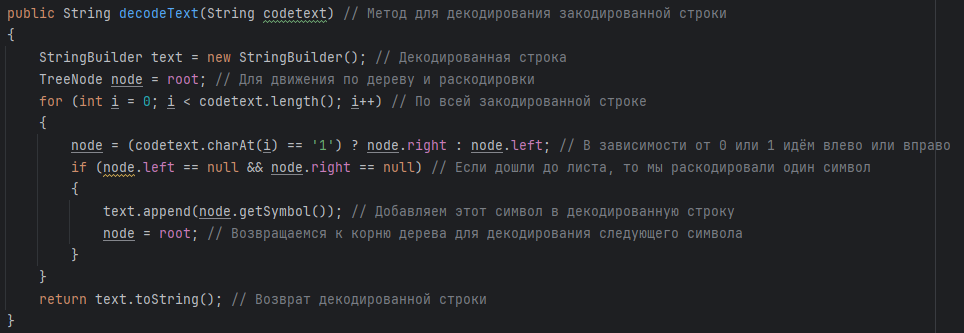 public String decodeText(String codetext) // Метод для декодирования закодированной строки
{
StringBuilder text = new StringBuilder(); // Декодированная строка
TreeNode node = root; // Для движения по дереву и раскодировки
for (int i = 0; i < codetext.length(); i++) // По всей закодированной строке
{
node = (codetext.charAt(i) == '1') ? node.right : node.left; // В зависимости от 0 или 1 идём влево или вправо
if (node.left == null && node.right == null) // Если дошли до листа, то мы раскодировали один символ
{
text.append(node.getSymbol()); // Добавляем этот символ в декодированную строку
node = root; // Возвращаемся к корню дерева для декодирования следующего символа
}
}
return text.toString(); // Возврат декодированной строки
}